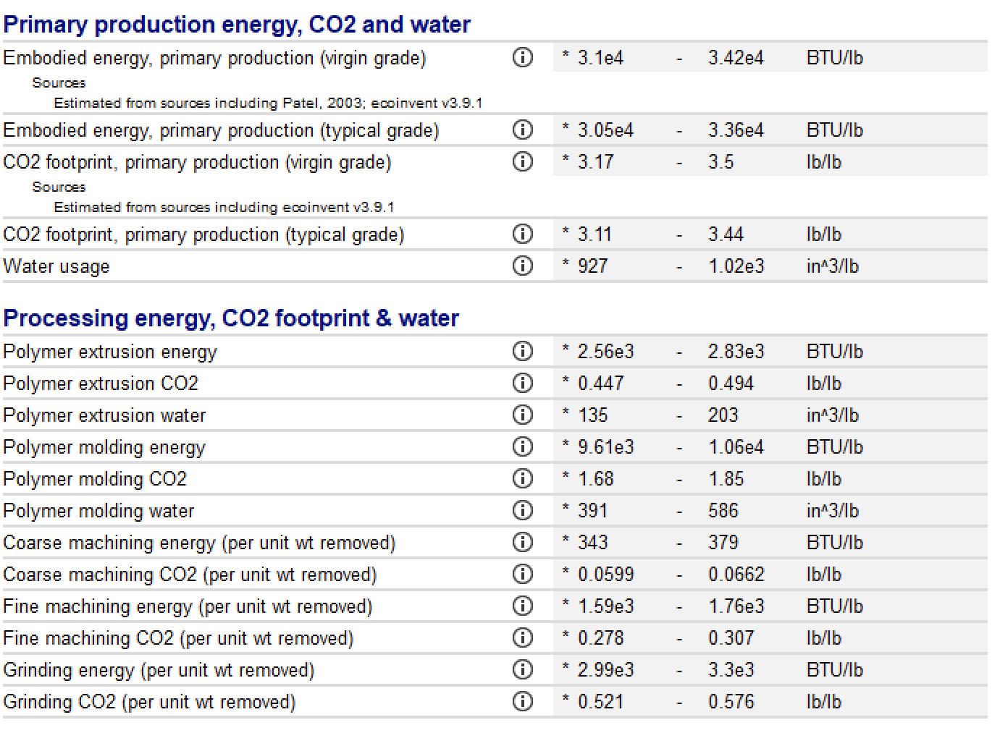 Primary production energy, CO2 and water
Embodied energy, primary production (virgin grade) * 3.1e4 - 3.42e4 BTU/lb
Sources
Estimated from sources including Patel, 2003; ecoinvent v3.9.1
Embodied energy, primary production (typical grade) * 3.05e4 - 3.36e4 BTU/lb
CO2 footprint, primary production (virgin grade) * 3.17 - 3.5 lb/lb
Sources
Estimated from sources including ecoinvent v3.9.1
CO2 footprint, primary production (typical grade) * 3.11 - 3.44 lb/lb
Water usage * 927 - 1.02e3 in^3/lb
Processing energy, CO2 footprint & water
Polymer extrusion energy * 2.56e3 - 2.83e3 BTU/lb
Polymer extrusion CO2 * 0.447 - 0.494 lb/lb
Polymer extrusion water * 135 - 203 in^3/lb
Polymer molding energy * 9.61e3 - 1.06e4 BTU/lb
Polymer molding CO2 * 1.68 - 1.85 lb/lb
Polymer molding water * 391 - 586 in^3/lb
Coarse machining energy (per unit wt removed) * 343 - 379 BTU/lb
Coarse machining CO2 (per unit wt removed) * 0.0599 - 0.0662 lb/lb
Fine machining energy (per unit wt removed) * 1.59e3 - 1.76e3 BTU/lb
Fine machining CO2 (per unit wt removed) * 0.278 - 0.307 lb/lb
Grinding energy (per unit wt removed) * 2.99e3 - 3.3e3 BTU/lb
Grinding CO2 (per unit wt removed) * 0.521 - 0.576 lb/lb